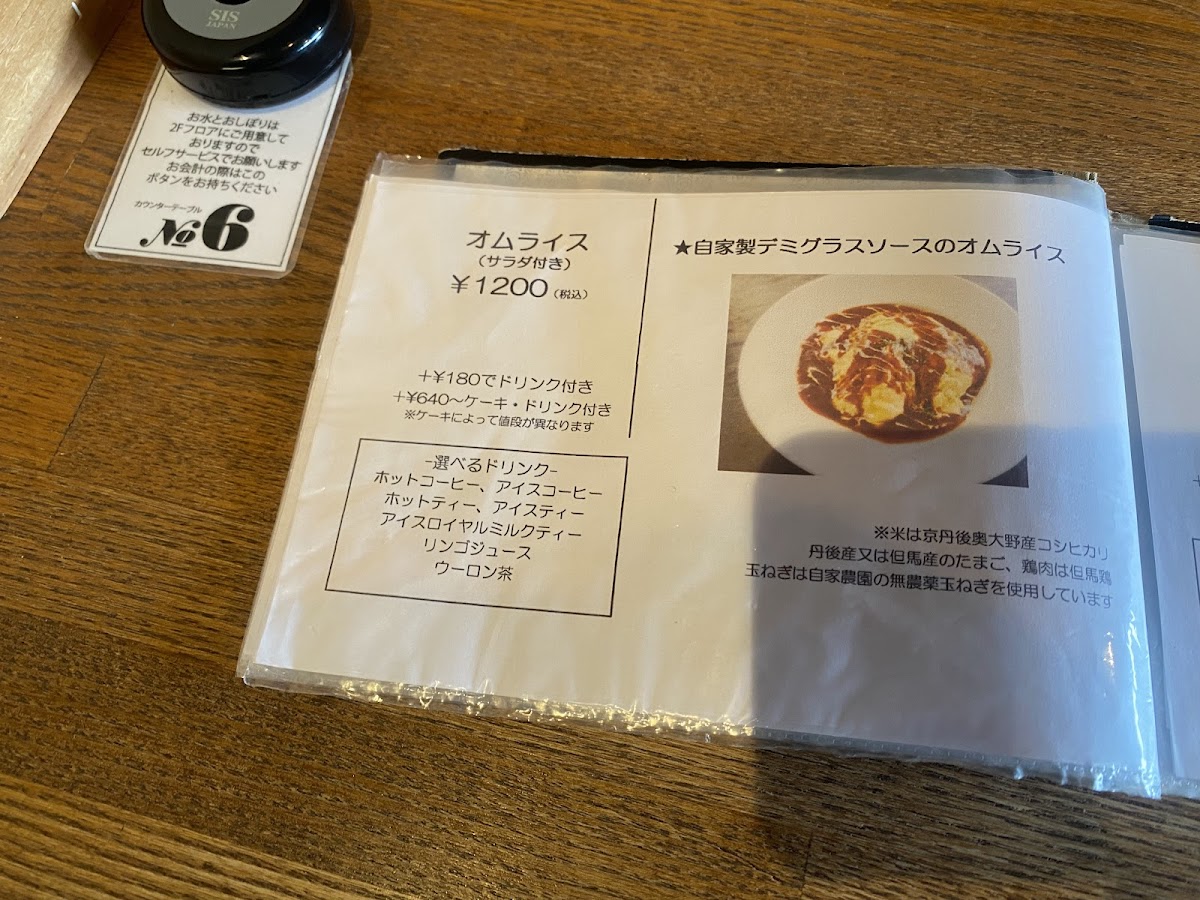 SIS
JAPAN
お水とおしぼりは
2Fフロアにご用意して
おりますので
セルフサービスでお願いします
お会計の際はこの
ボタンをお持ちください
カウンターテーブル
№6
オムライス
(サラダ付き)
￥1200(税込)
+¥180でドリンク付き
+¥640～ケーキ・ドリンク付き
※ケーキによって値段が異なります
-選べるドリンク-
ホットコーヒー、アイスコーヒー
ホットティー、アイスティー
アイスロイヤルミルクティー
リンゴジュース
ウーロン茶
★自家製デミグラスソースのオムライス
※米は京丹後奥大野産コシヒカリ
丹後産又は但馬産のたまご、鶏肉は但馬鶏
玉ねぎは自家農園の無農薬玉ねぎを使用しています